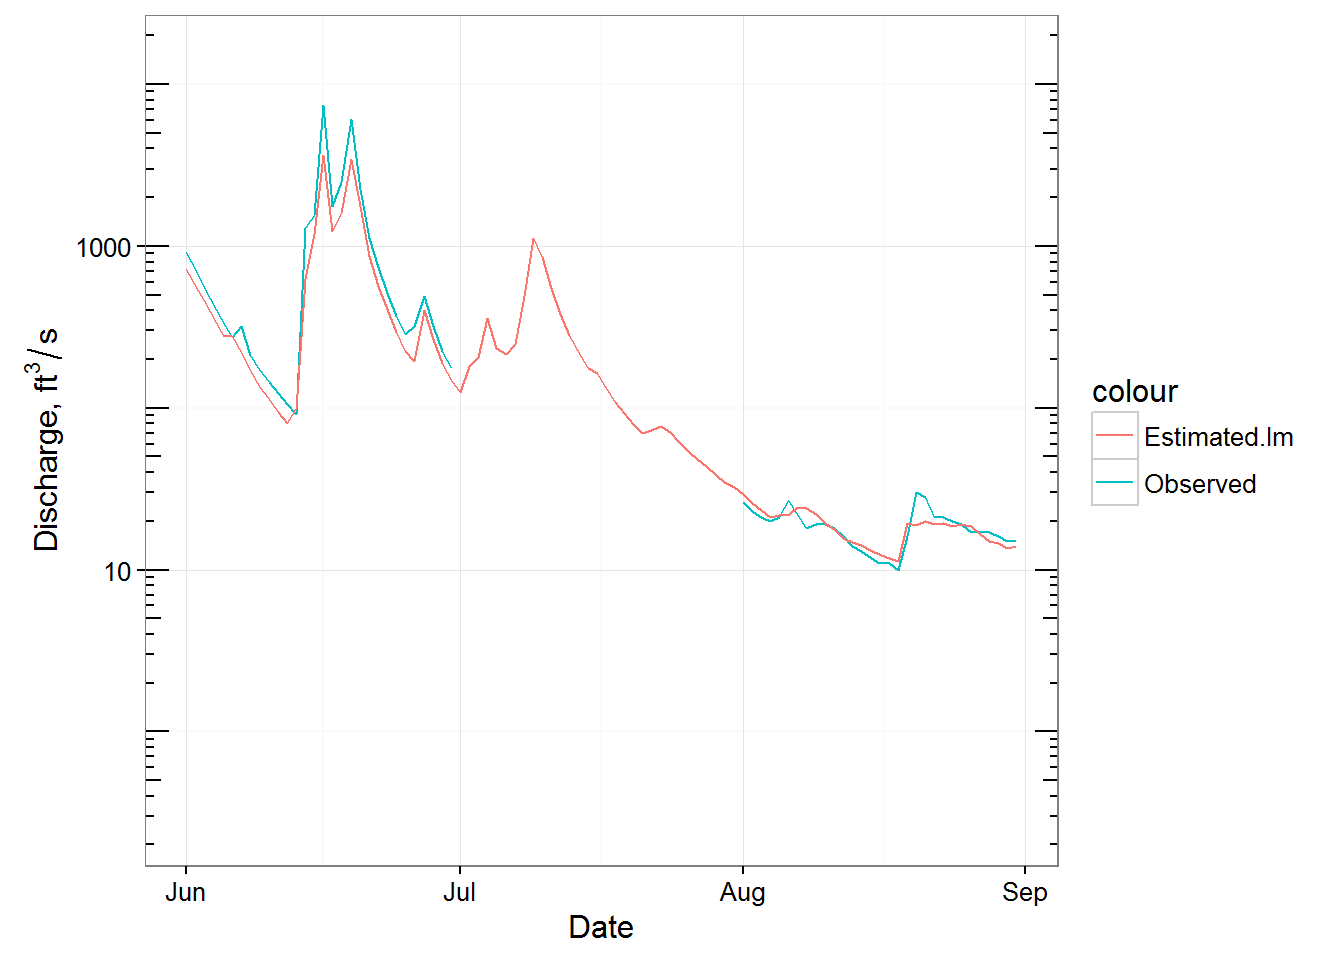 1000
10
Discharge, ft³/s
Jun
Jul
Aug
Sep
Date
colour
Estimated.lm
Observed